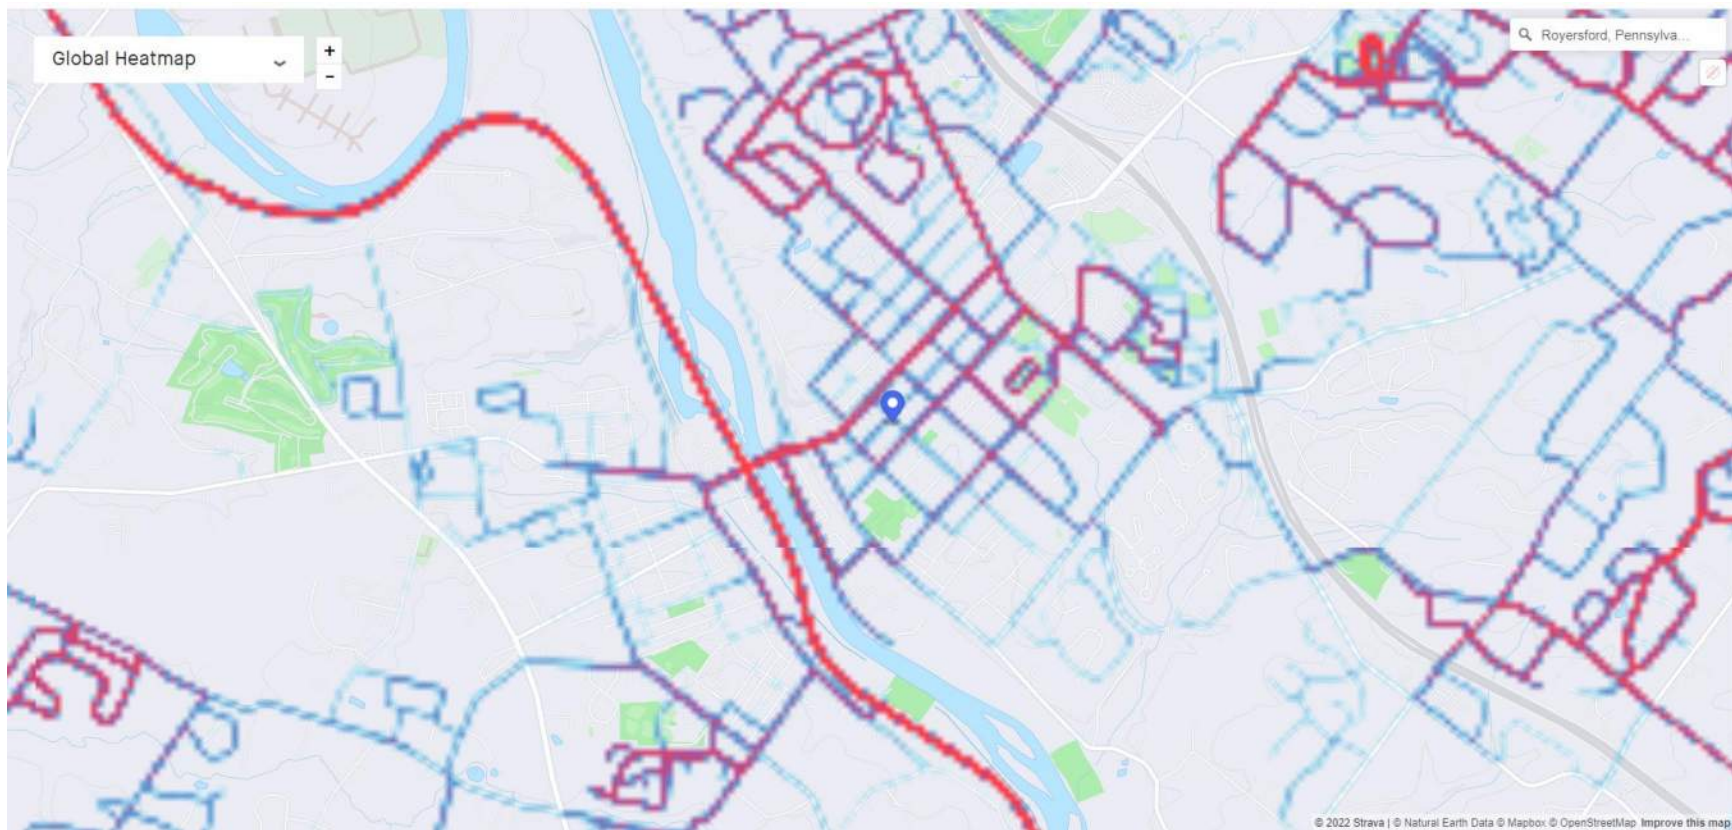 Global Heatmap
+
-
Royersford, Pennsylva...
© 2022 Strava | © Natural Earth Data © Mapbox © OpenStreetMap Improve this map